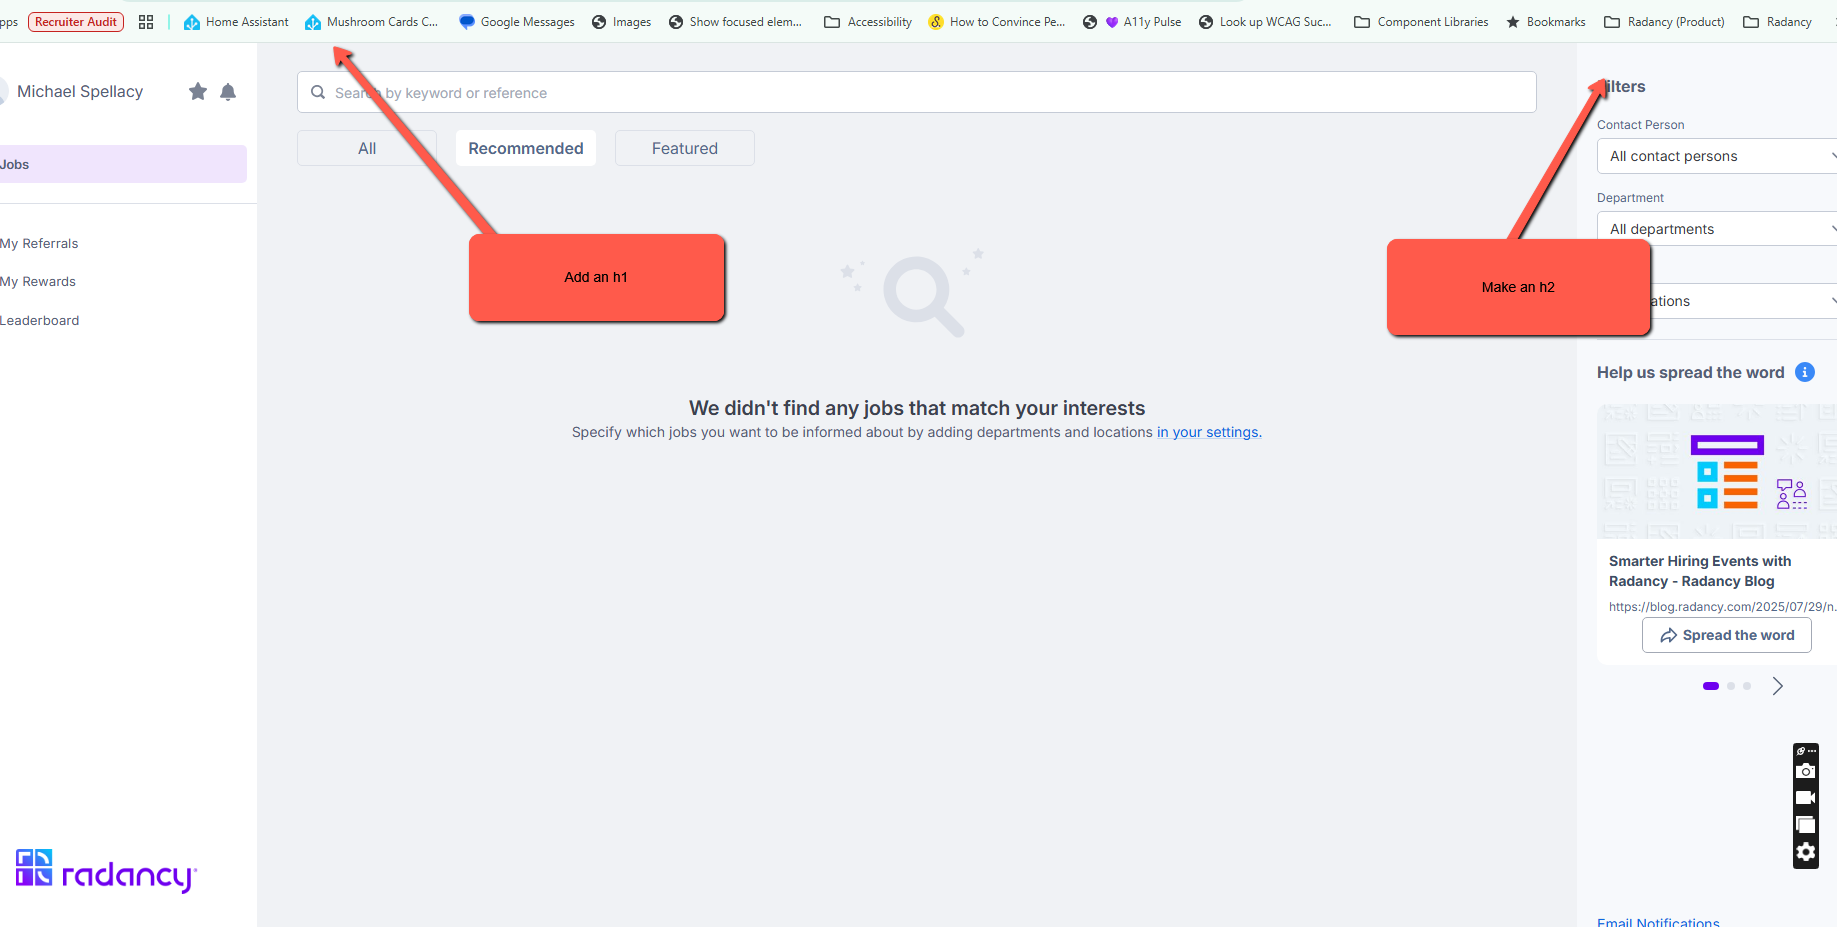 pps
Recruiter Audit
Home Assistant
Mushroom Cards C...
Google Messages
Images
Show focused elem...
Accessibility
How to Convince Pe...
A11y Pulse
Look up WCAG Suc...
Component Libraries
Bookmarks
Radancy (Product)
Radancy
Michael Spellacy
Jobs
My Referrals
My Rewards
Leaderboard
radancy
Search by keyword or reference
All
Recommended
Featured
Add an h1
We didn't find any jobs that match your interests
Specify which jobs you want to be informed about by adding departments and locations in your settings.
ilters
Contact Person
All contact persons
Department
All departments
Make an h2
ations
Help us spread the word
Smarter Hiring Events with
Radancy - Radancy Blog
https://blog.radancy.com/2025/07/29/n...
Spread the word
Email Notifications